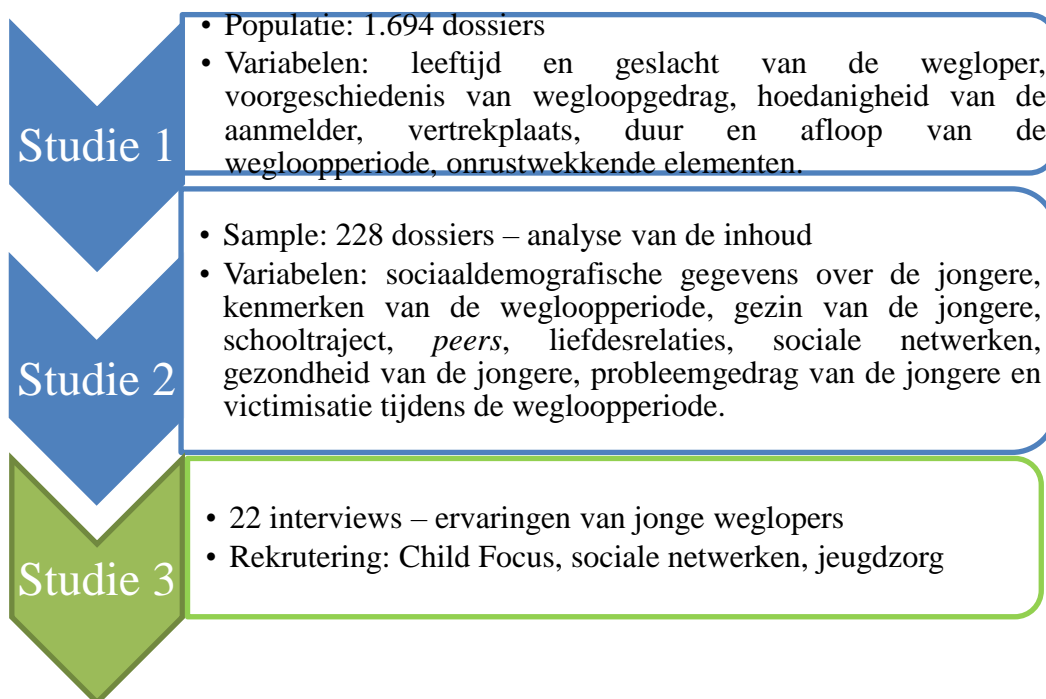 Studie 1
• Populatie: 1.694 dossiers
• Variabelen: leeftijd en geslacht van de wegloper,
voorgeschiedenis van wegloopgedrag, hoedanigheid van de
aanmelder, vertrekplaats, duur en afloop van de
wegloopperiode, onrustwekkende elementen.
Studie 2
• Sample: 228 dossiers – analyse van de inhoud
• Variabelen: sociaaldemografische gegevens over de jongere,
kenmerken van de wegloopperiode, gezin van de jongere,
schooltraject, peers, liefdesrelaties, sociale netwerken,
gezondheid van de jongere, probleemgedrag van de jongere en
victimisatie tijdens de wegloopperiode.
Studie 3
• 22 interviews – ervaringen van jonge weglopers
• Rekrutering: Child Focus, sociale netwerken, jeugdzorg